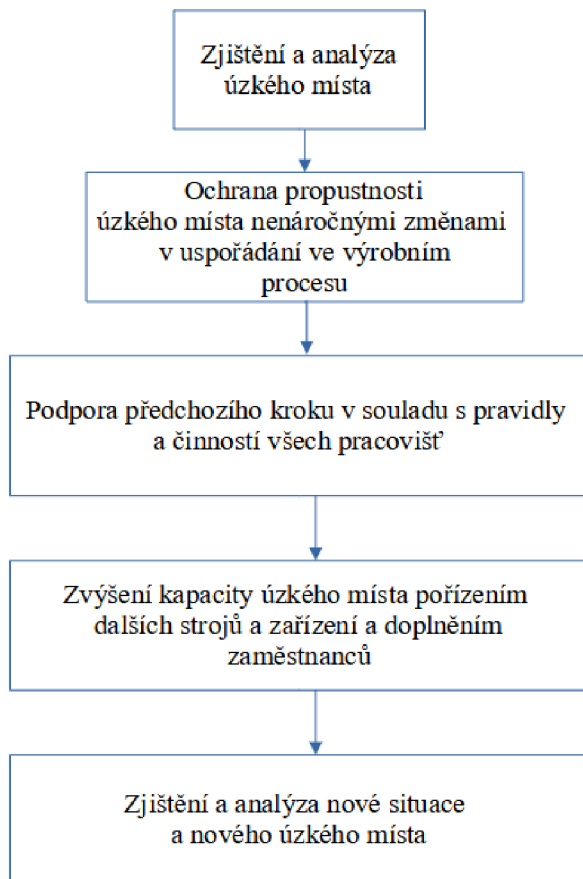 Zjištění a analýza
úzkého místa
Ochrana propustnosti
úzkého místa nenáročnými změnami
v uspořádání ve výrobním
procesu
Podpora předchozího kroku v souladu s pravidly
a činností všech pracovišť
Zvýšení kapacity úzkého místa pořízením
dalších strojů a zařízení a doplněním
zaměstnanců
Zjištění a analýza nové situace
a nového úzkého místa